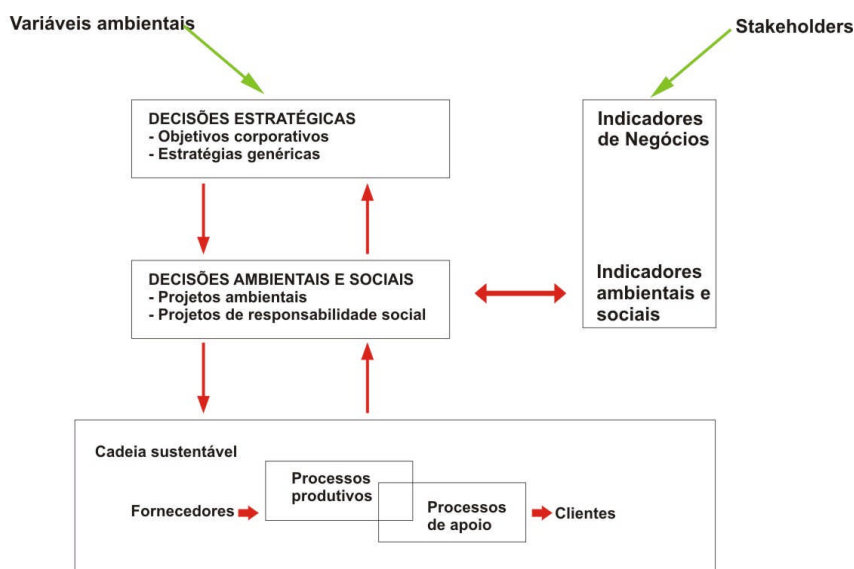 Variáveis ambientais
Stakeholders
DECISÕES ESTRATÉGICAS
- Objetivos corporativos
- Estratégias genéricas
Indicadores
de Negócios
DECISÕES AMBIENTAIS E SOCIAIS
- Projetos ambientais
- Projetos de responsabilidade social
Indicadores
ambientais e
sociais
Cadeia sustentável
Fornecedores
Processos
produtivos
Processos
de apoio
Clientes